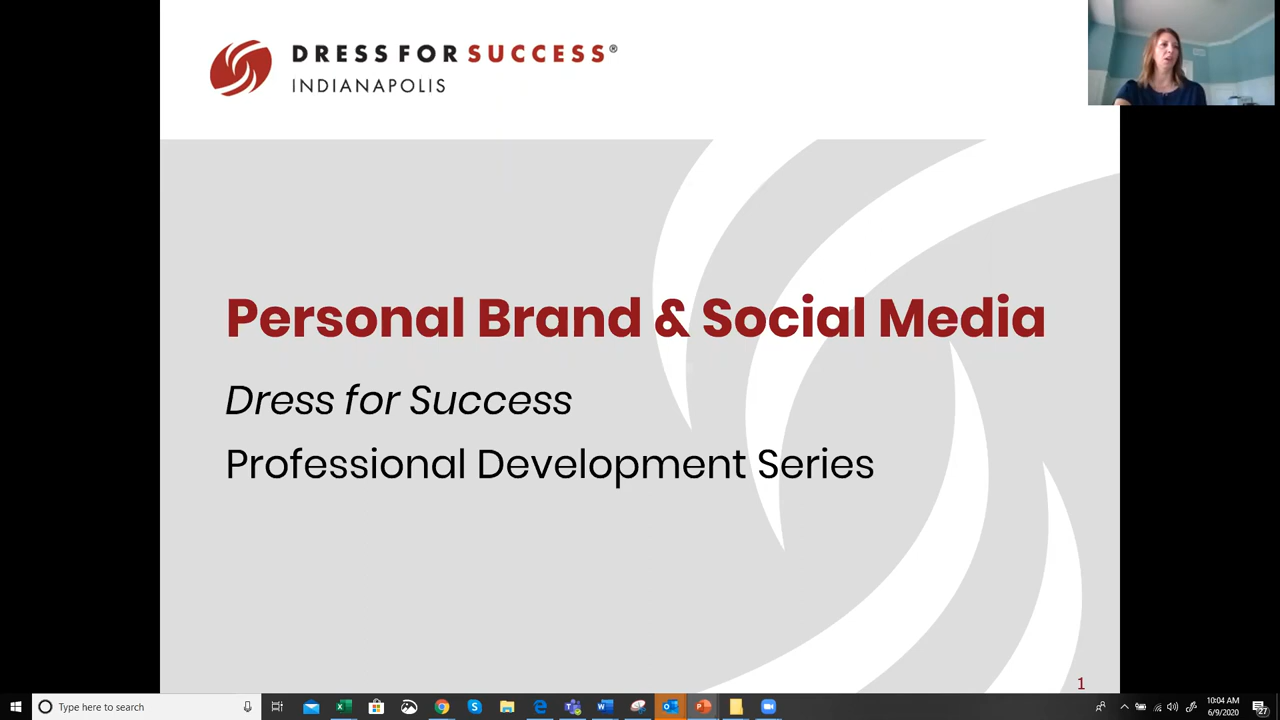 DRESS FOR SUCCESS®
INDIANAPOLIS
Personal Brand & Social Media
Dress for Success
Professional Development Series
1
Type here to search
10:04 AM
6/9/2020
27